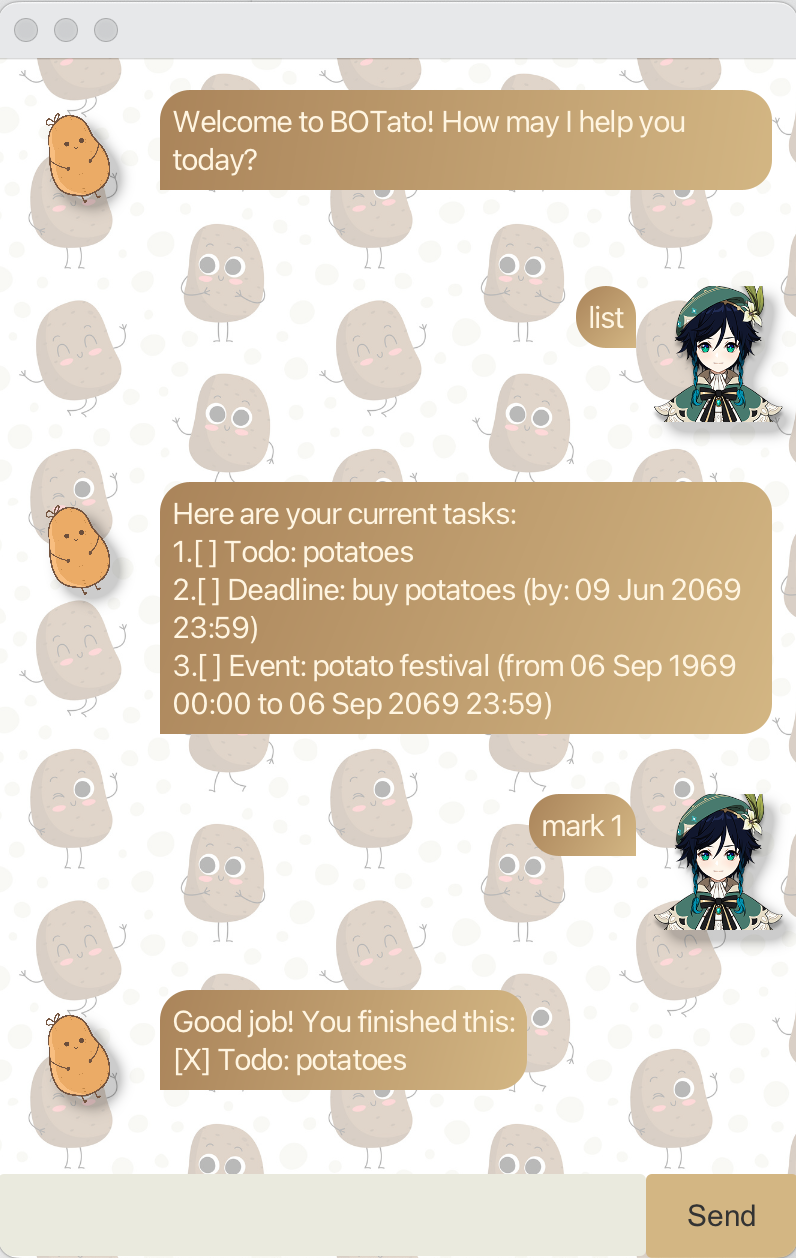 Welcome to BOTato! How may I help you
today?
list
Here are your current tasks:
1.[ ] Todo: potatoes
2.[ ] Deadline: buy potatoes (by: 09 Jun 2069
23:59)
3.[ ] Event: potato festival (from 06 Sep 1969
00:00 to 06 Sep 2069 23:59)
mark 1
Good job! You finished this:
[X] Todo: potatoes
Send